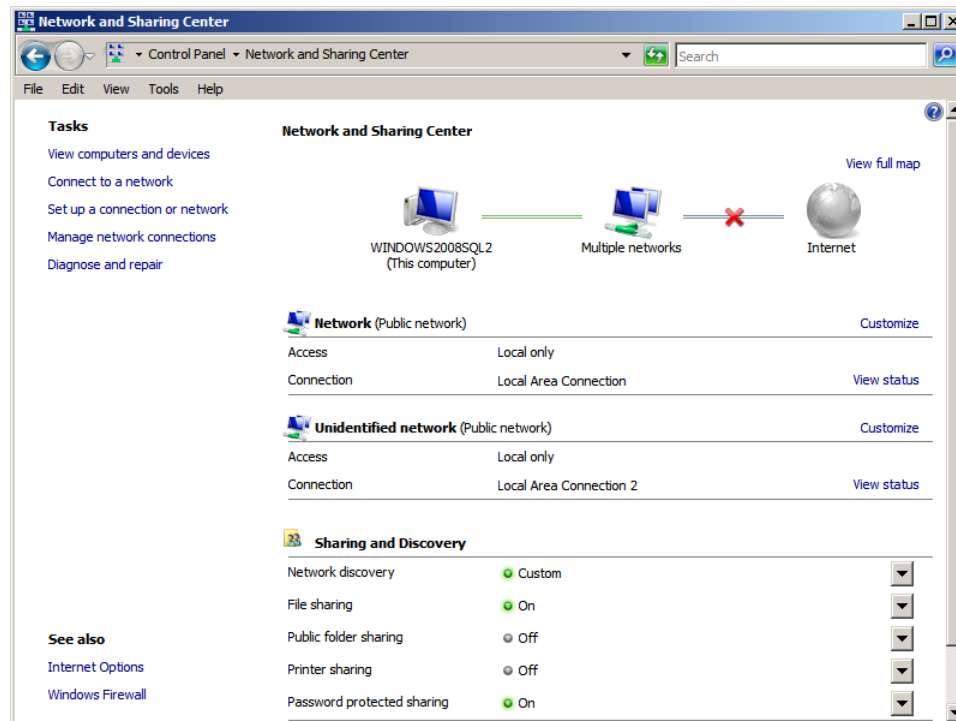 Network and Sharing Center
Control Panel Network and Sharing Center Search
File Edit View Tools Help
Tasks
View computers and devices
Connect to a network
Set up a connection or network
Manage network connections
Diagnose and repair
See also
Internet Options
Windows Firewall
Network and Sharing Center
View full map
WINDOWS2008SQL2
(This computer)
Multiple networks
Internet
Network (Public network) Customize
Access Local only
Connection Local Area Connection View status
Unidentified network (Public network) Customize
Access Local only
Connection Local Area Connection 2 View status
Sharing and Discovery
Network discovery Custom
File sharing On
Public folder sharing Off
Printer sharing Off
Password protected sharing On